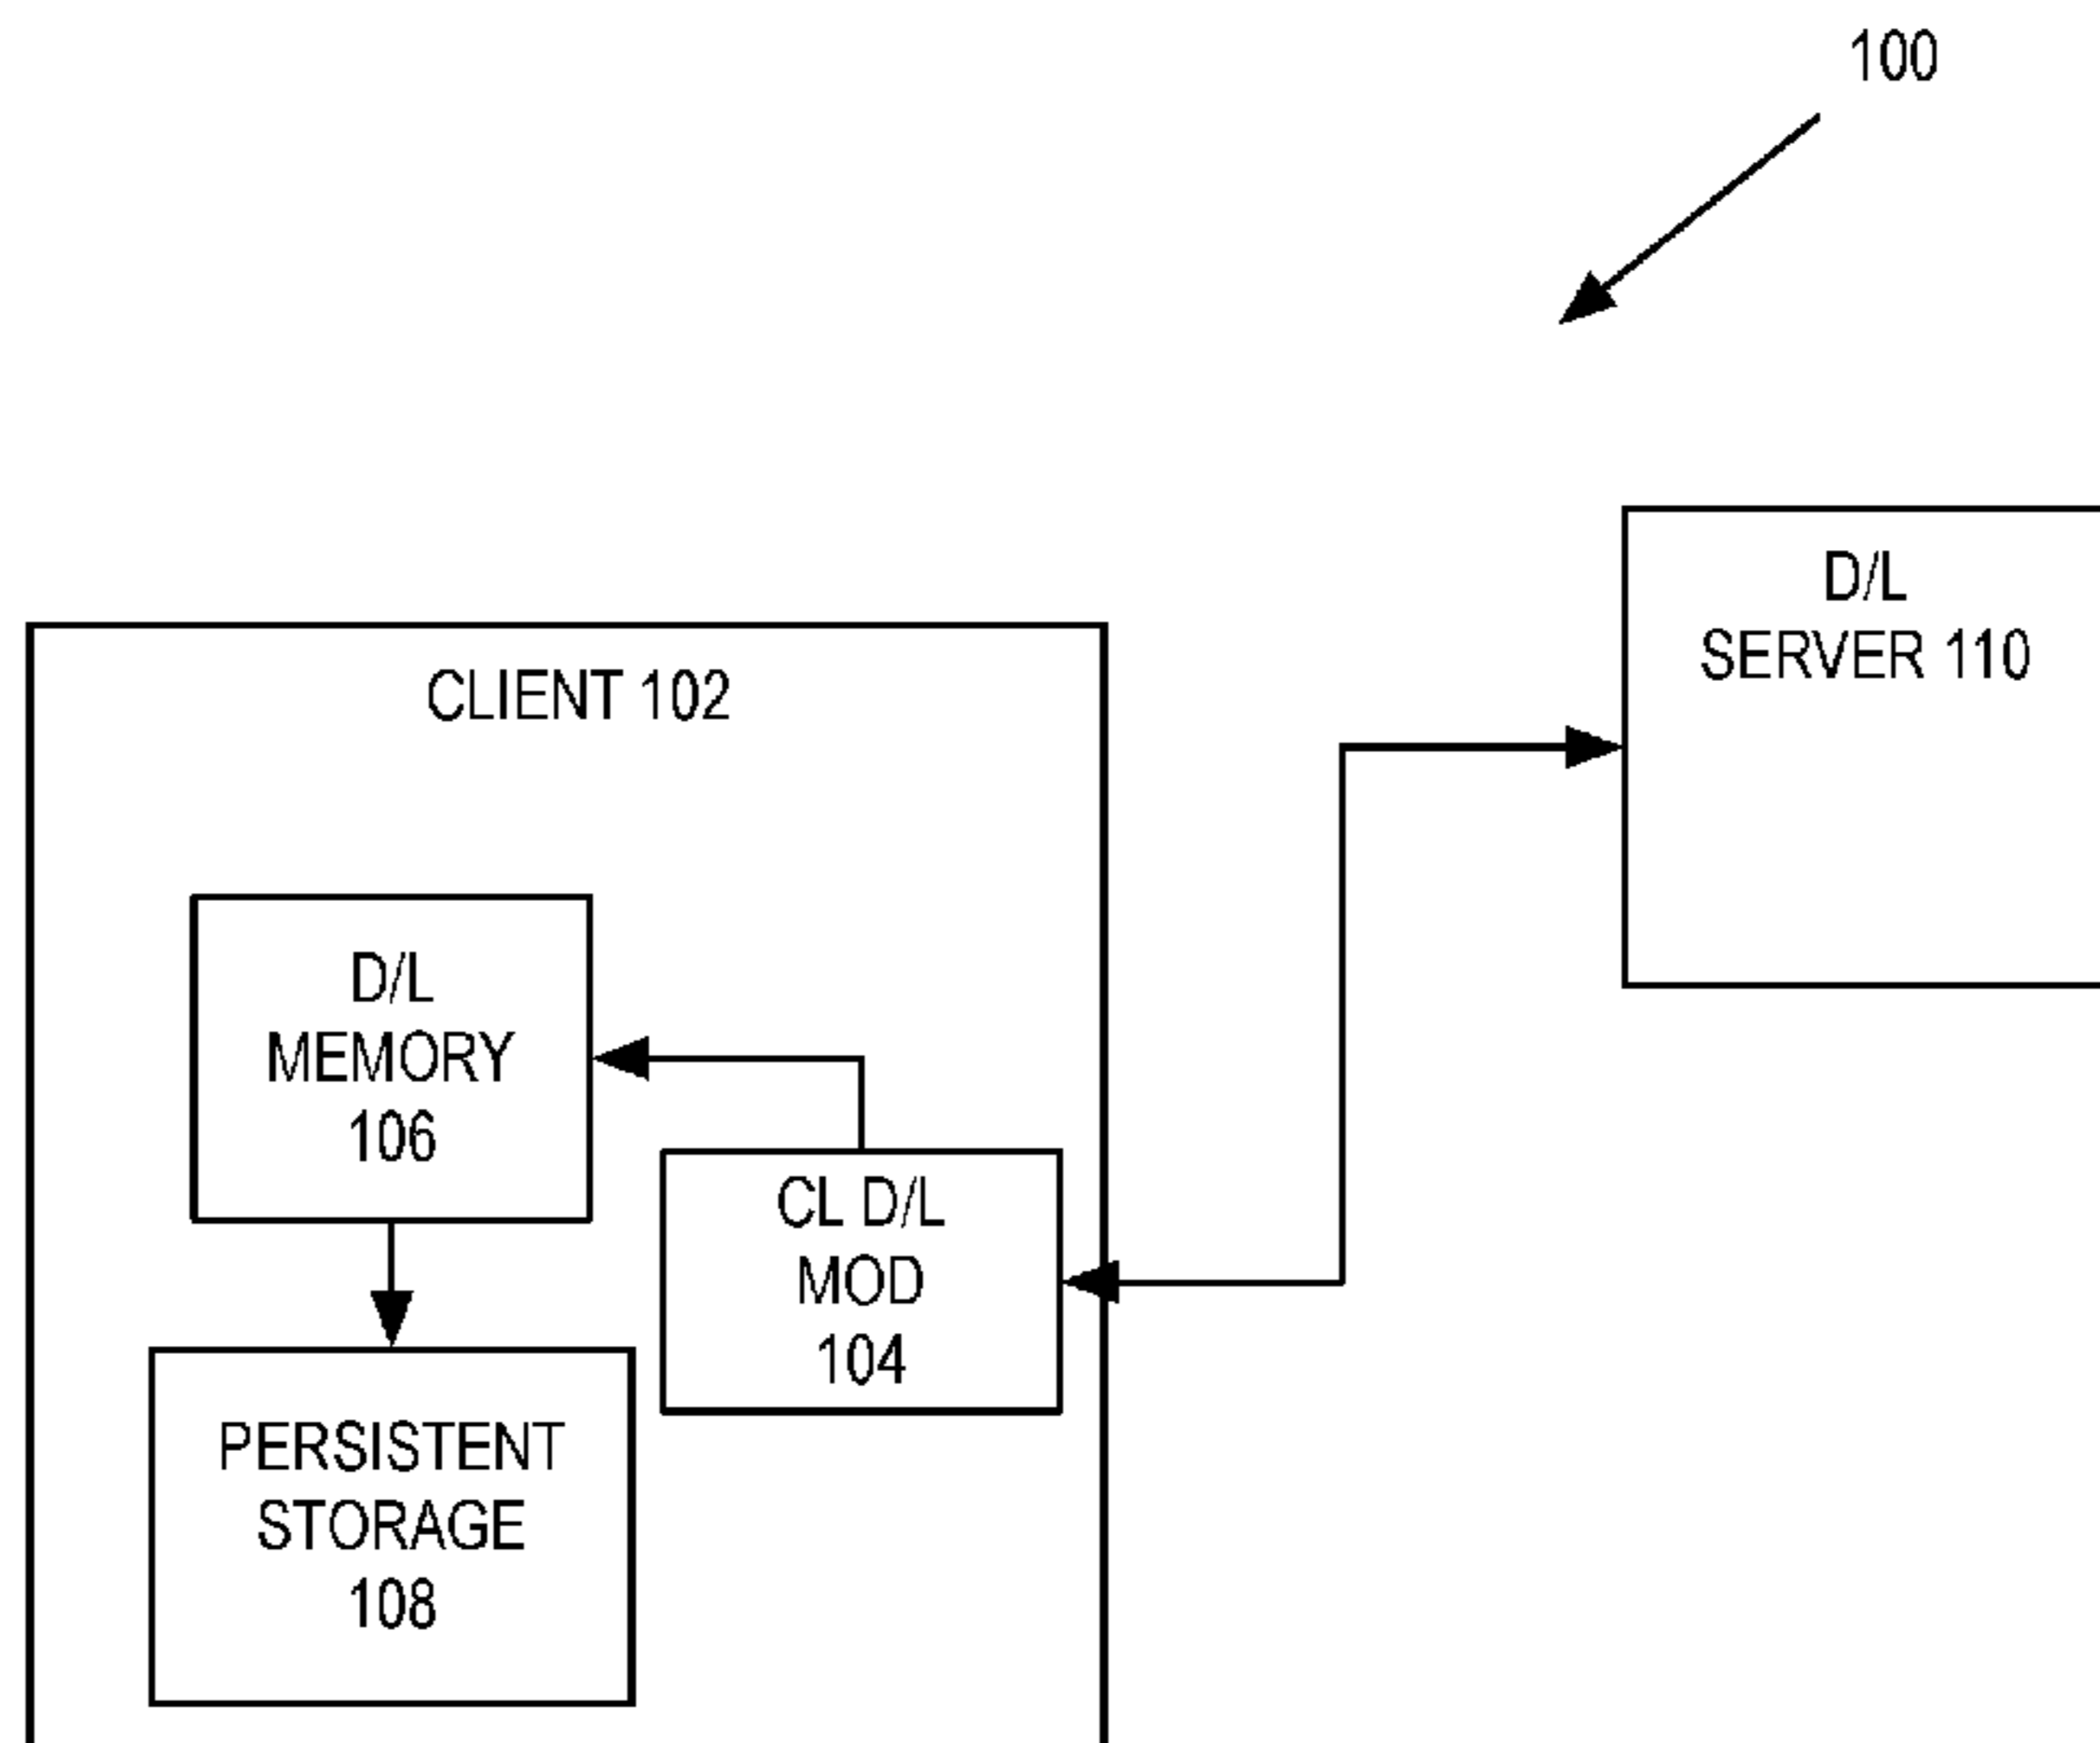 100
D/L
SERVER 110
CLIENT 102
D/L
MEMORY
106
CL D/L
MOD
104
PERSISTENT
STORAGE
108